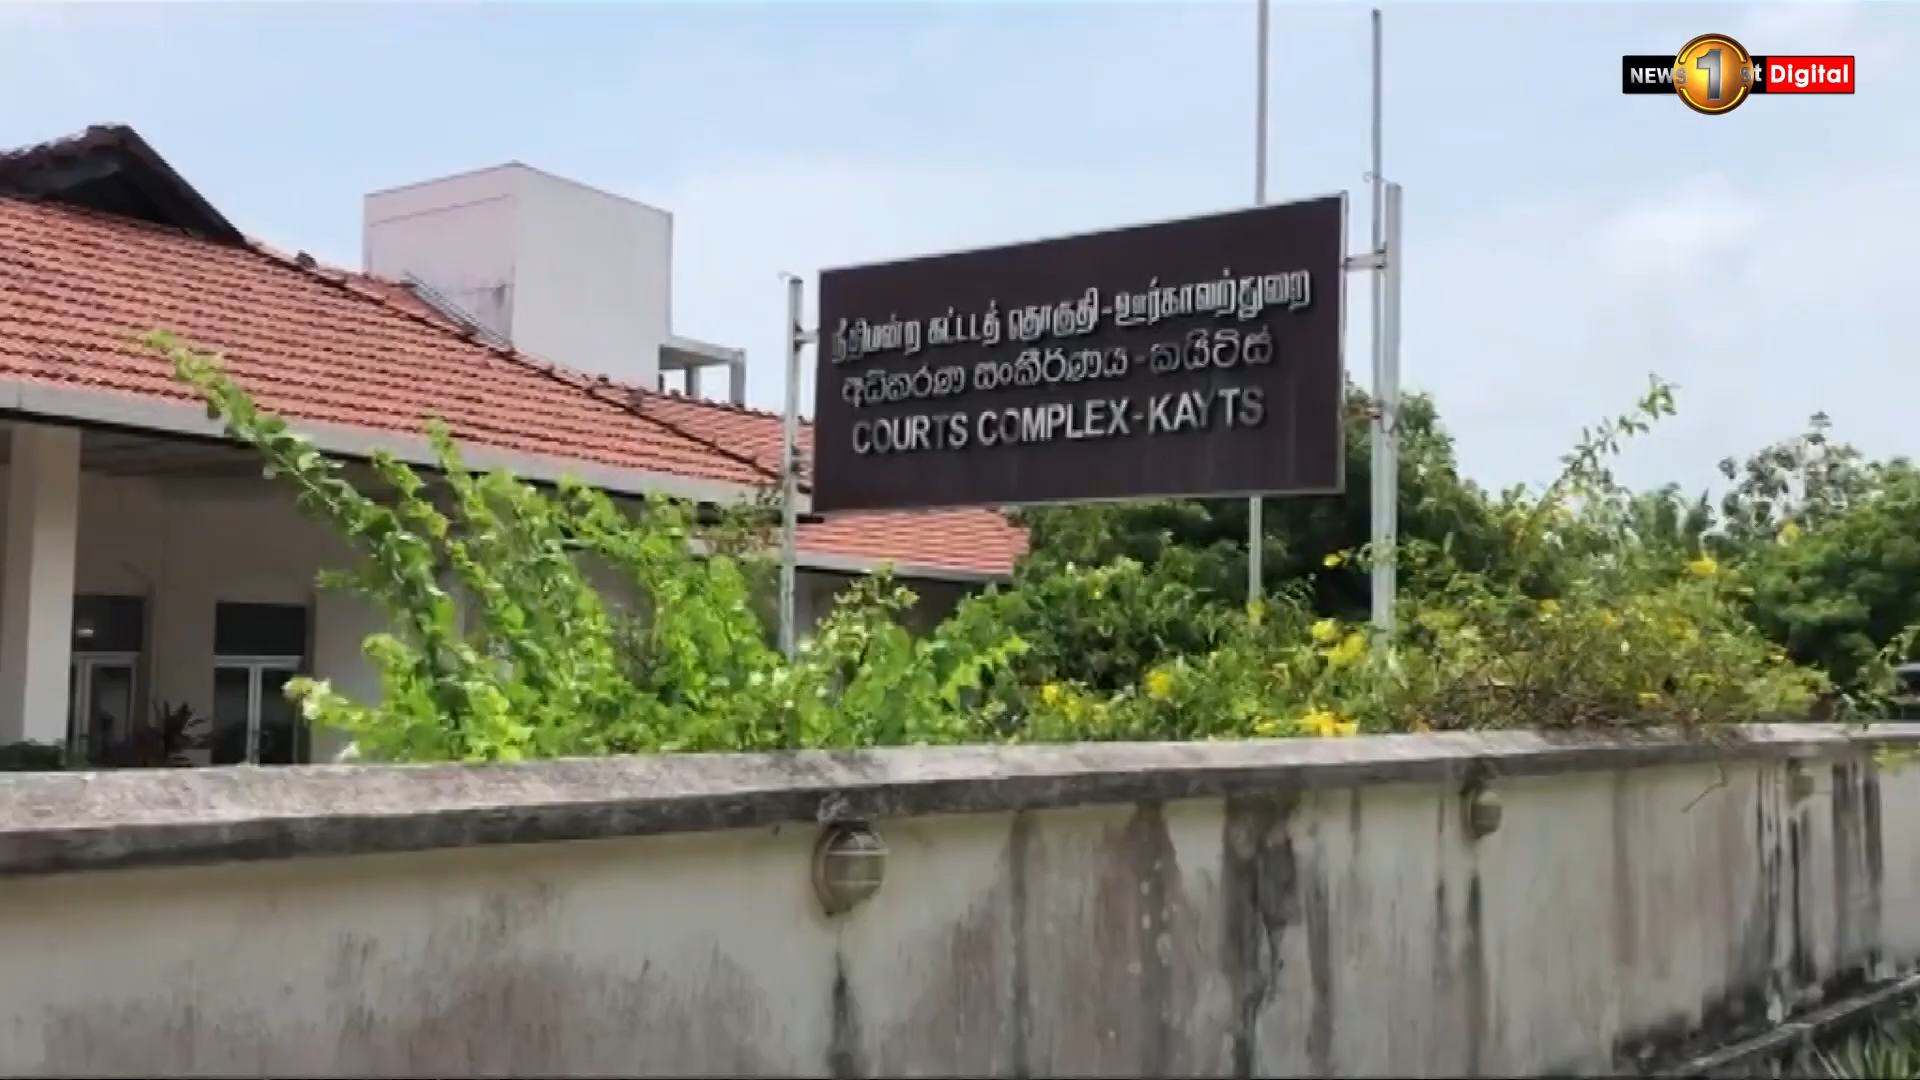 NEWS 1st Digital
நீதிமன்ற கட்டடத் தொகுதி - ஊர்காவற்துறை
අධිකරණ සංකීර්ණය - කයිට්ස්
COURTS COMPLEX-KAYTS